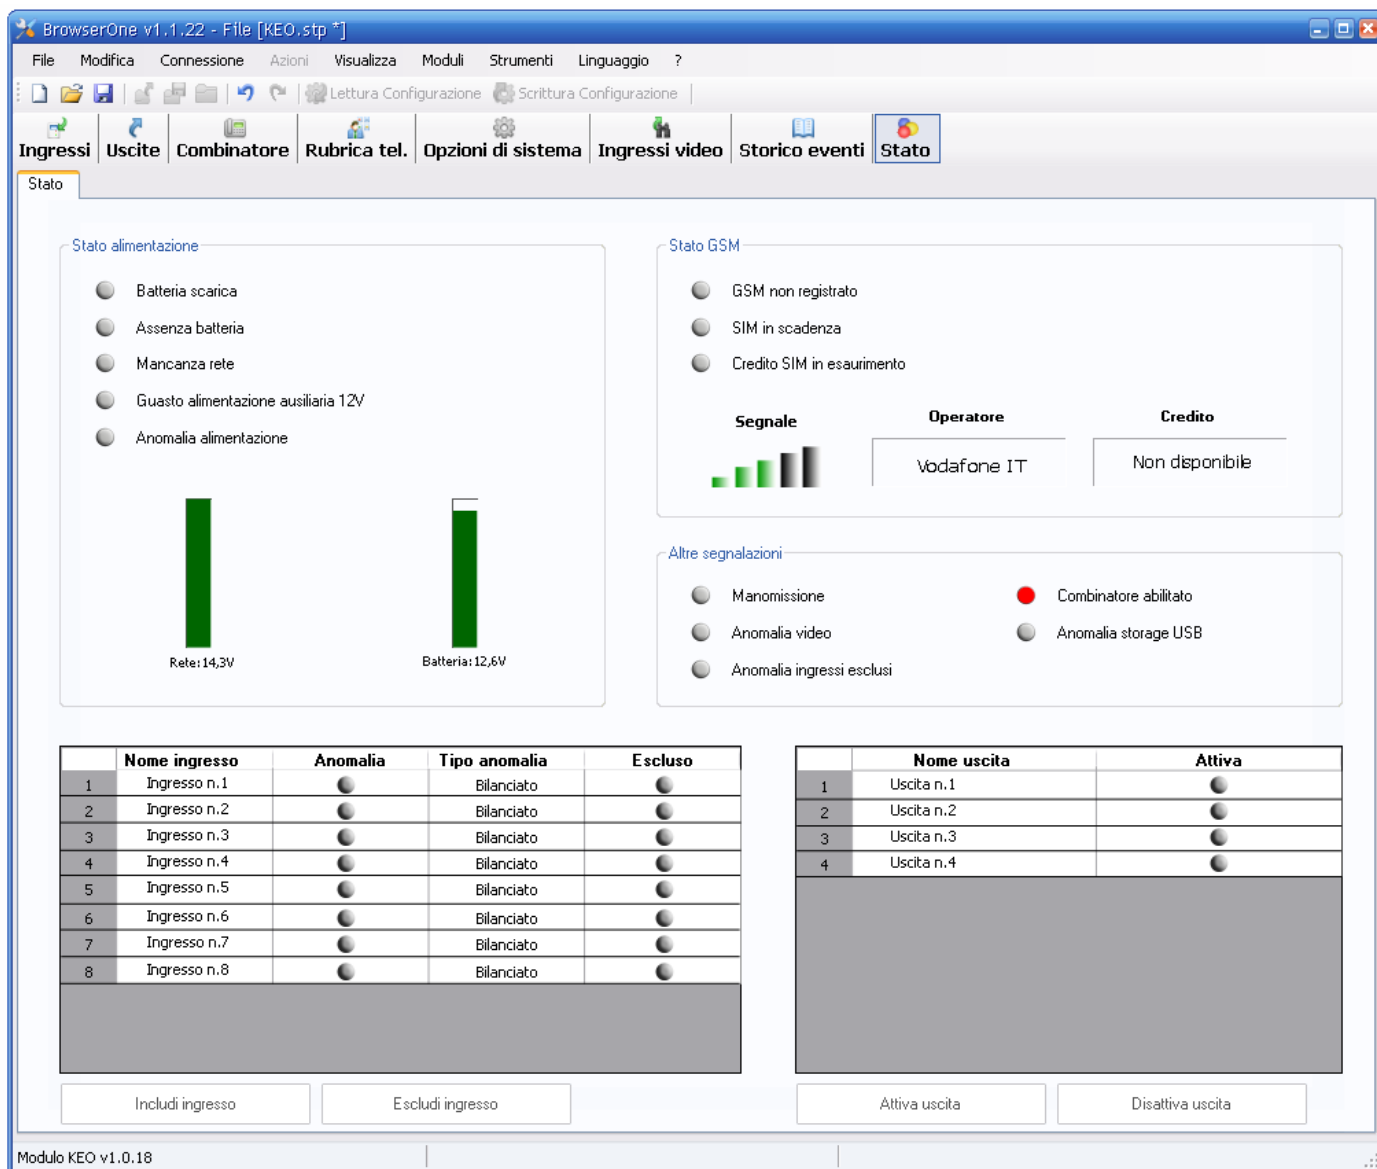 BrowserOne v1.1.22 - File [KEO.stp *]
File Modifica Connessione Azioni Visualizza Moduli Strumenti Linguaggio ?
Lettura Configurazione Scrittura Configurazione
Ingressi Uscite Combinatore Rubrica tel. Opzioni di sistema Ingressi video Storico eventi Stato
Stato
Stato alimentazione
Batteria scarica
Assenza batteria
Mancanza rete
Guasto alimentazione ausiliaria 12V
Anomalia alimentazione
Rete: 14,3V
Batteria: 12,6V
Stato GSM
GSM non registrato
SIM in scadenza
Credito SIM in esaurimento
Segnale Operatore Credito
Vodafone IT Non disponibile
Altre segnalazioni
Manomissione Combinatore abilitato
Anomalia video Anomalia storage USB
Anomalia ingressi esclusi
Nome ingresso Anomalia Tipo anomalia Escluso
1 Ingresso n.1 Bilanciato
2 Ingresso n.2 Bilanciato
3 Ingresso n.3 Bilanciato
4 Ingresso n.4 Bilanciato
5 Ingresso n.5 Bilanciato
6 Ingresso n.6 Bilanciato
7 Ingresso n.7 Bilanciato
8 Ingresso n.8 Bilanciato
Includi ingresso Escludi ingresso
Nome uscita Attiva
1 Uscita n.1
2 Uscita n.2
3 Uscita n.3
4 Uscita n.4
Attiva uscita Disattiva uscita
Modulo KEO v1.0.18